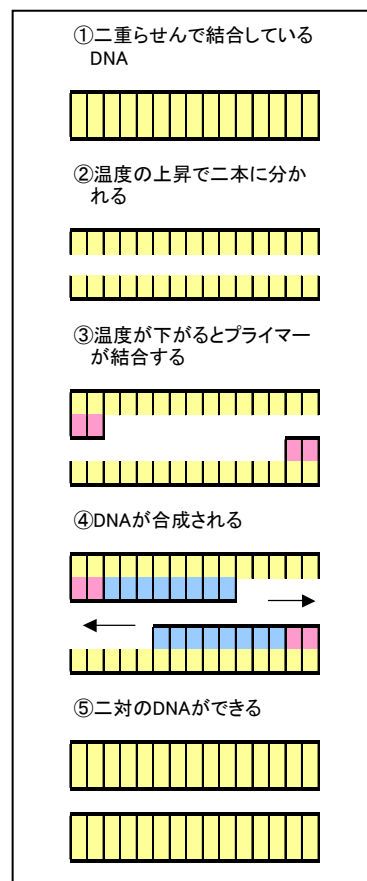 ①二重らせんで結合している
DNA
②温度の上昇で二本に分か
れる
③温度が下がるとプライマー
が結合する
④DNAが合成される
⑤二対のDNAができる